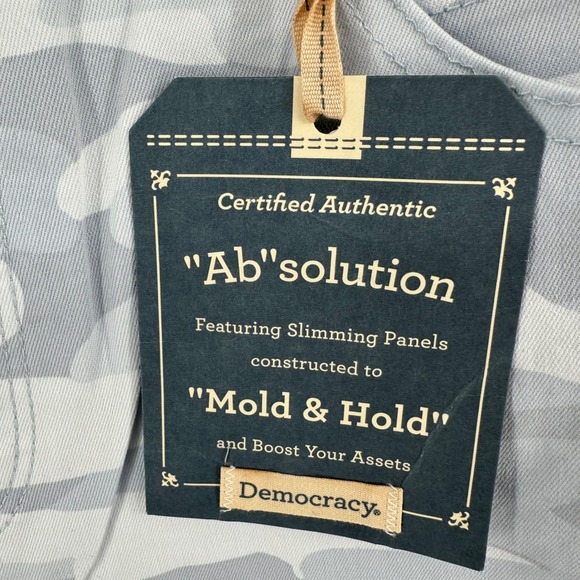 Certified Authentic
"Ab"solution
Featuring Slimming Panels
constructed to
"Mold & Hold"
and Boost Your Assets
Democracy®